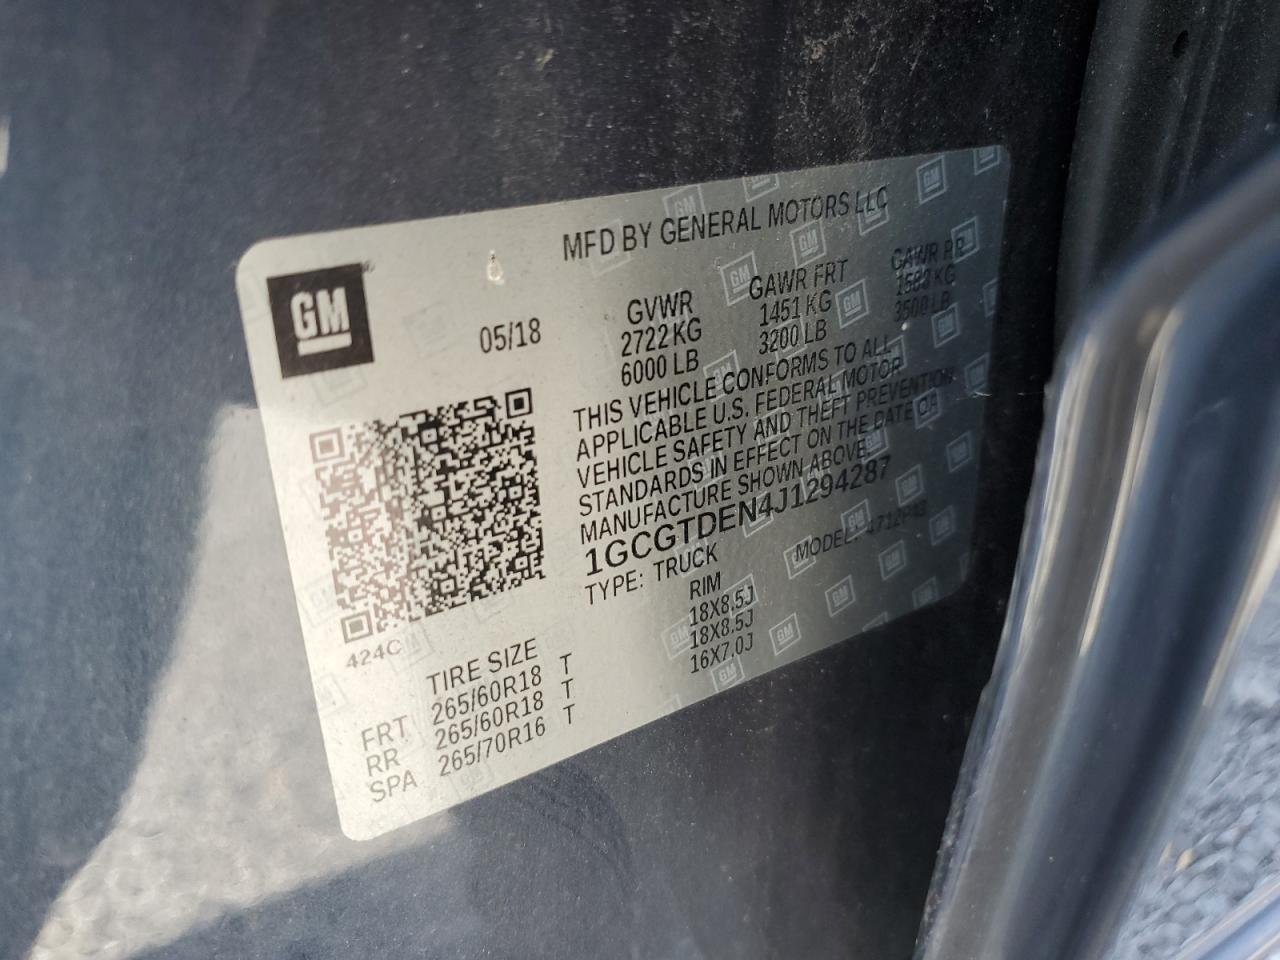 MFD BY GENERAL MOTORS LLC
GM
05/18
GVWR GAWR FRT GAWR RR
2722 KG 1451 KG 1583 KG
6000 LB 3200 LB 3500 LB
THIS VEHICLE CONFORMS TO ALL
APPLICABLE U.S. FEDERAL MOTOR
VEHICLE SAFETY AND THEFT PREVENTION
STANDARDS IN EFFECT ON THE DATE OF
MANUFACTURE SHOWN ABOVE.
1GCGTDEN4J1294287
TYPE: TRUCK MODEL:
424C
TIRE SIZE RIM
FRT 265/60R18 T 18X8.5J
RR 265/60R18 T 18X8.5J
SPA 265/70R16 T 16X7.0J